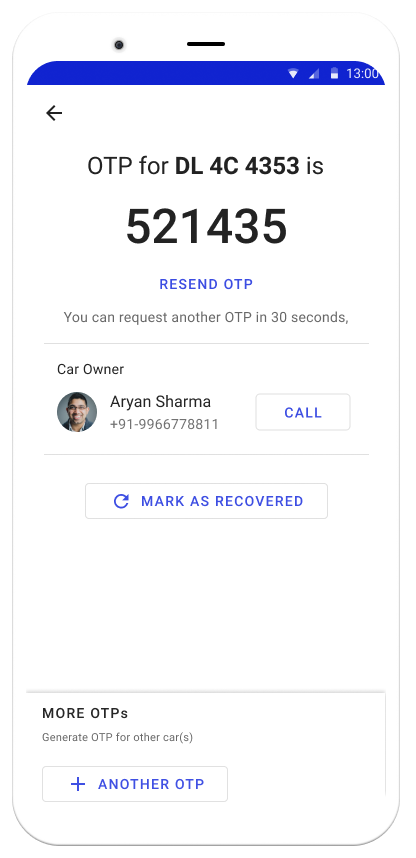 13:00
OTP for DL 4C 4353 is
521435
RESEND OTP
You can request another OTP in 30 seconds,
Car Owner
Aryan Sharma
+91-9966778811
CALL
MARK AS RECOVERED
MORE OTPs
Generate OTP for other car(s)
ANOTHER OTP